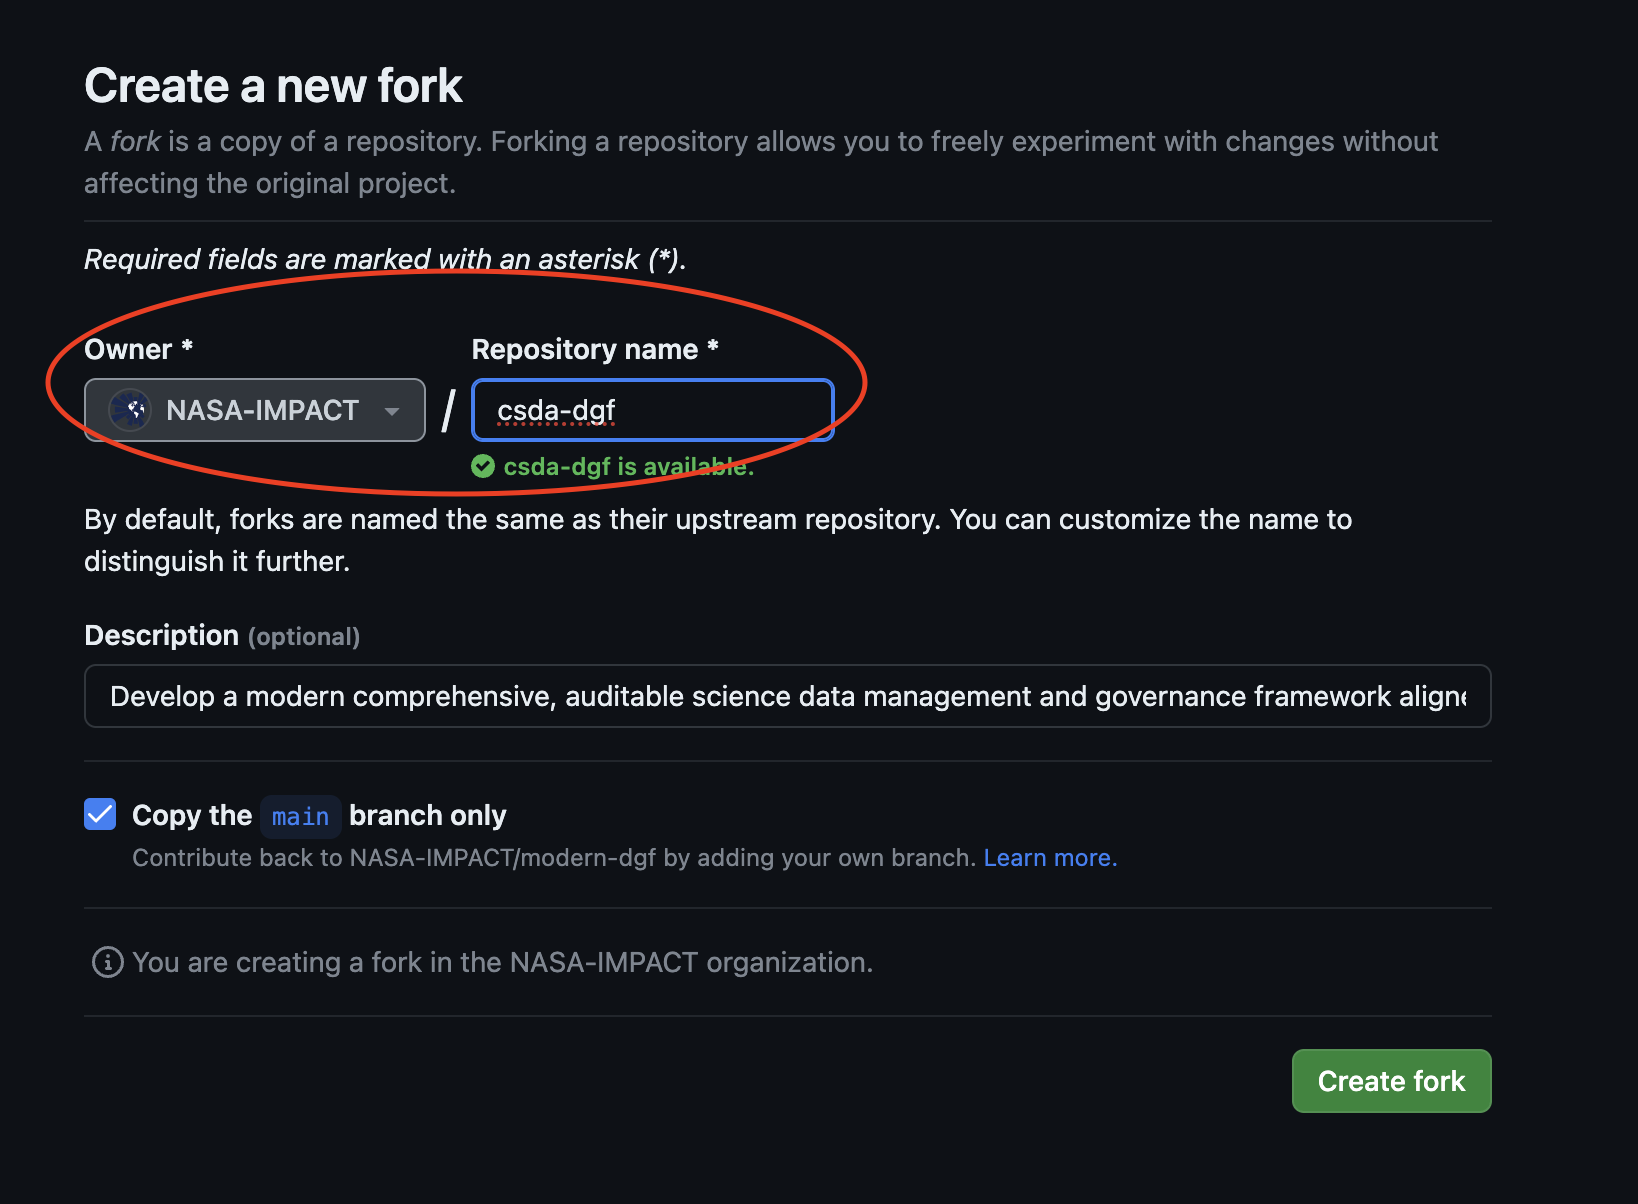 Create a new fork
A fork is a copy of a repository. Forking a repository allows you to freely experiment with changes without
affecting the original project.
Required fields are marked with an asterisk (*).
Owner * Repository name *
NASA-IMPACT / csda-dgf
csda-dgf is available.
By default, forks are named the same as their upstream repository. You can customize the name to
distinguish it further.
Description (optional)
Develop a modern comprehensive, auditable science data management and governance framework aligne
Copy the main branch only
Contribute back to NASA-IMPACT/modern-dgf by adding your own branch. Learn more.
You are creating a fork in the NASA-IMPACT organization.
Create fork